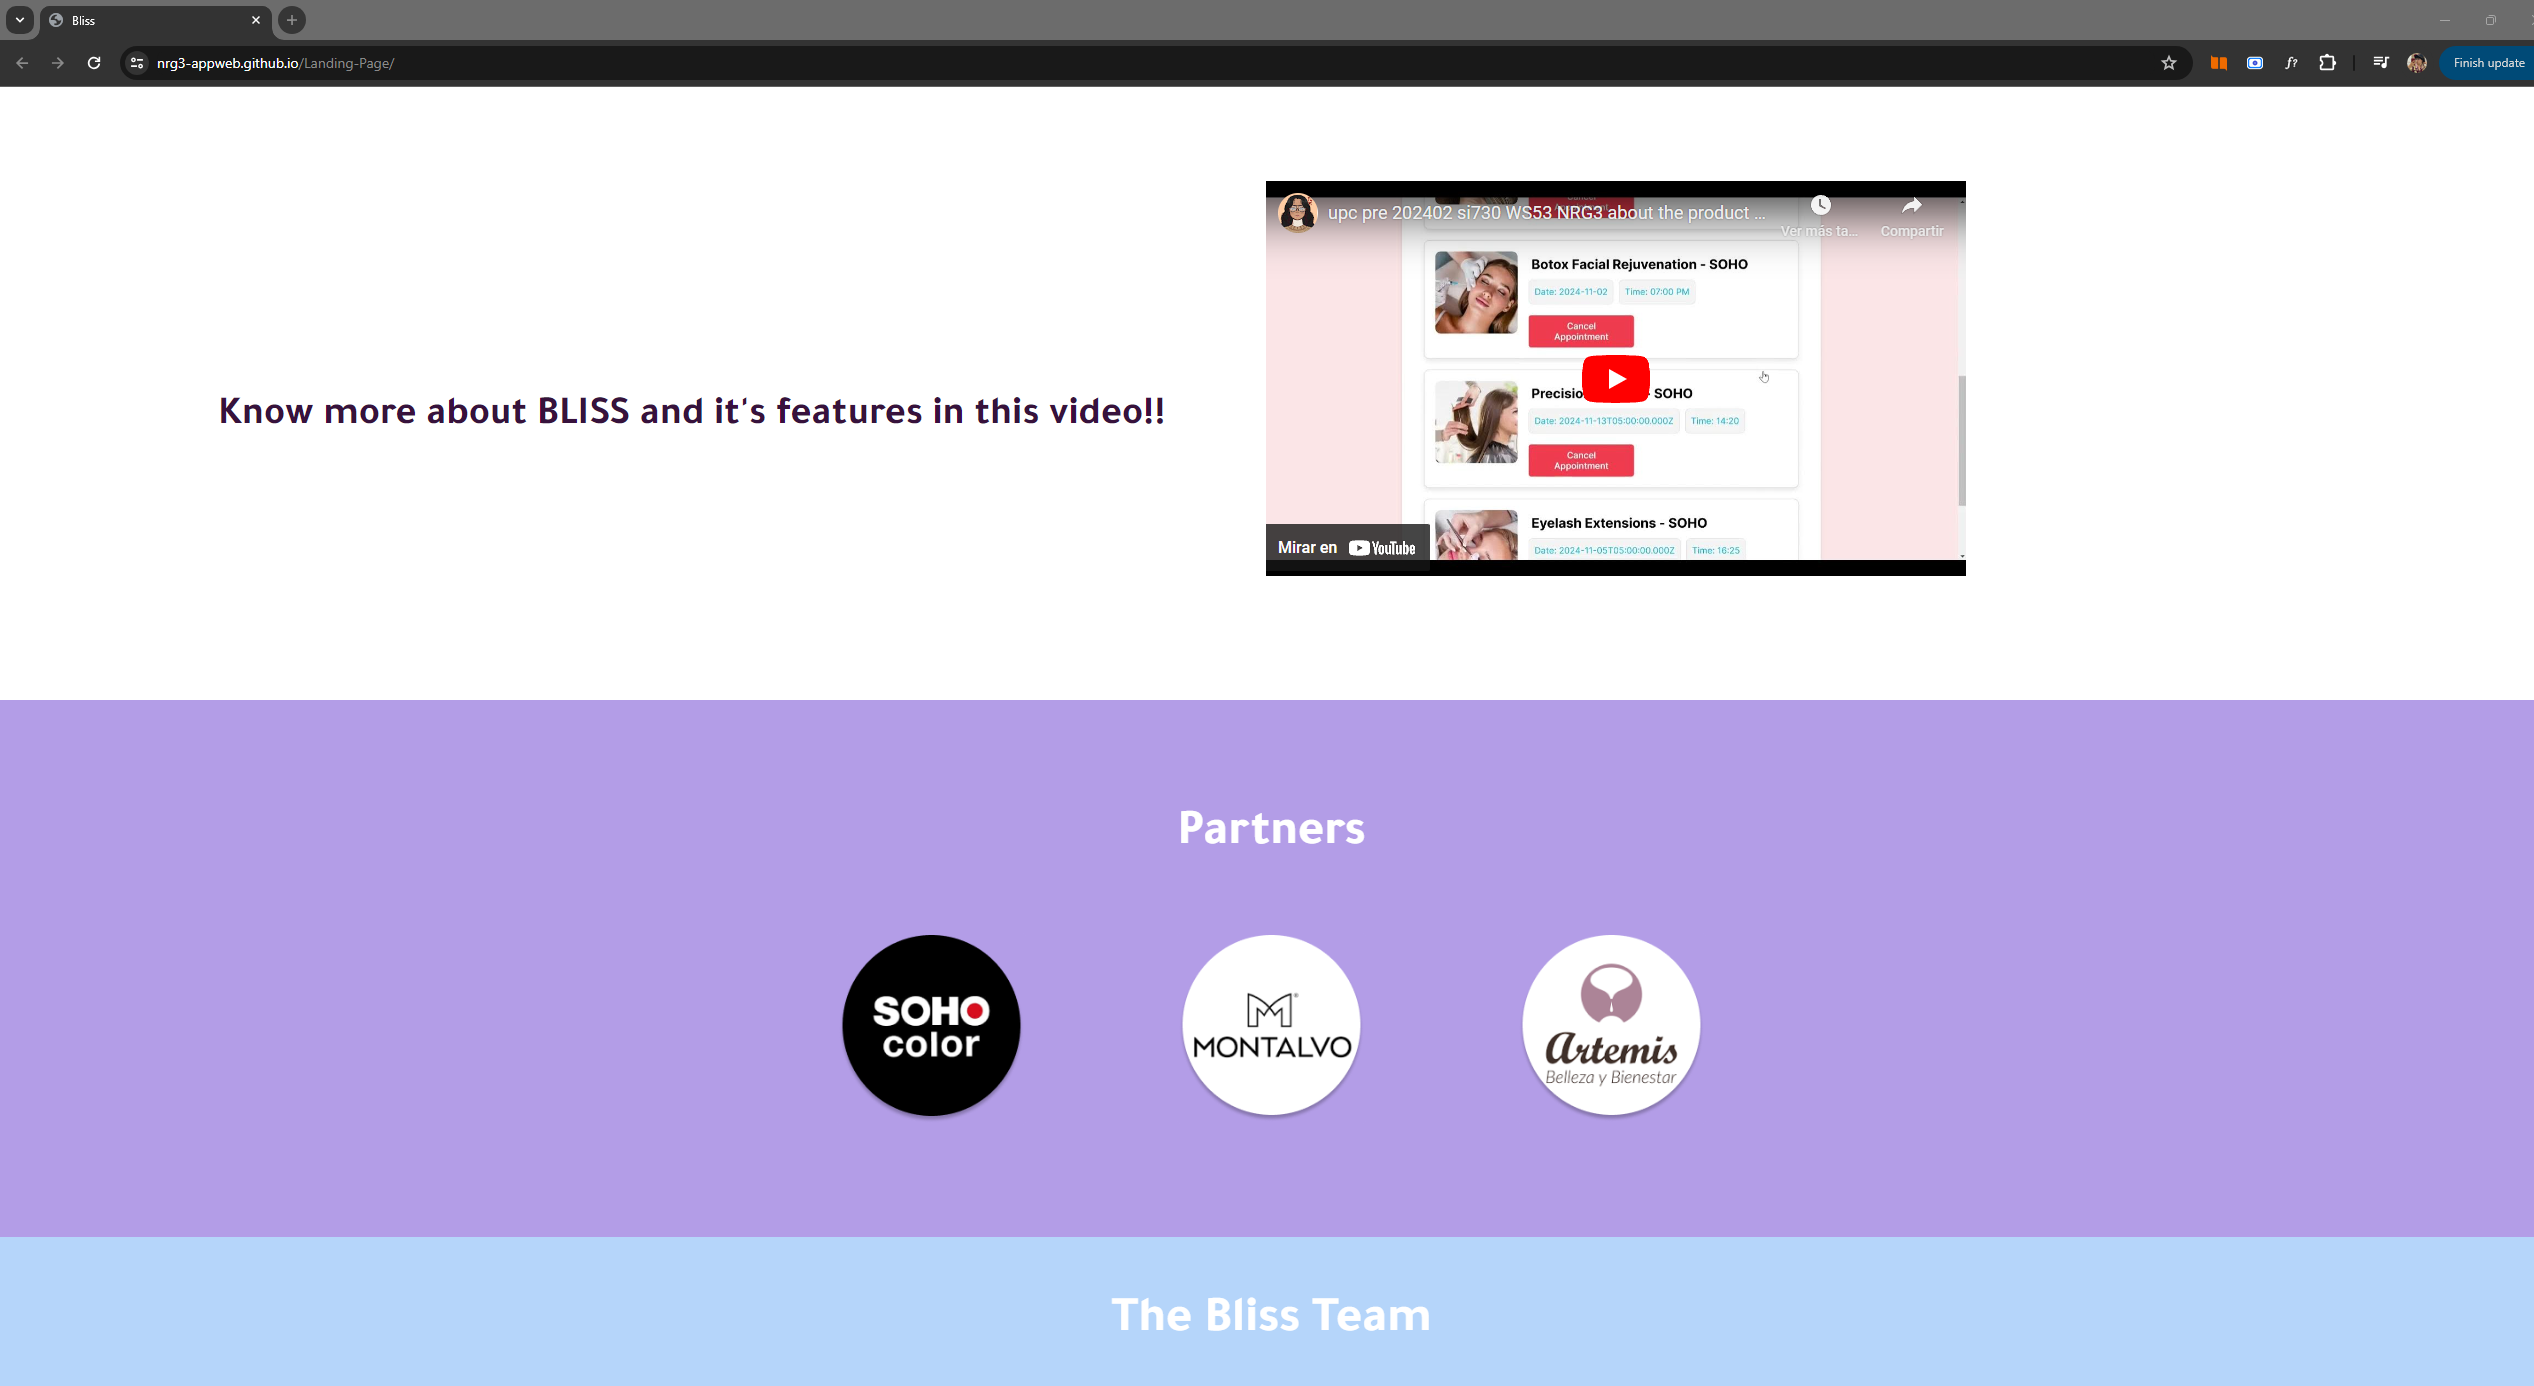 Bliss
nrg3-appweb.github.io/Landing-Page/
Finish update
upc pre 202402 si730 WS53 NRG3 about the product ...
Ver más ta...
Compartir
Botox Facial Rejuvenation - SOHO
Date: 2024-11-02
Time: 07:00 PM
Cancel
Appointment
Know more about BLISS and it's features in this video!!
Precisio
- SOHO
Date: 2024-11-13T05:00:00.000Z
Time: 14:20
Cancel
Appointment
Eyelash Extensions - SOHO
Date: 2024-11-05T05:00:00.000Z
Time: 16:25
Mirar en YouTube
Partners
SOHO
color
M
MONTALVO
Artemis
Belleza y Bienestar
The Bliss Team